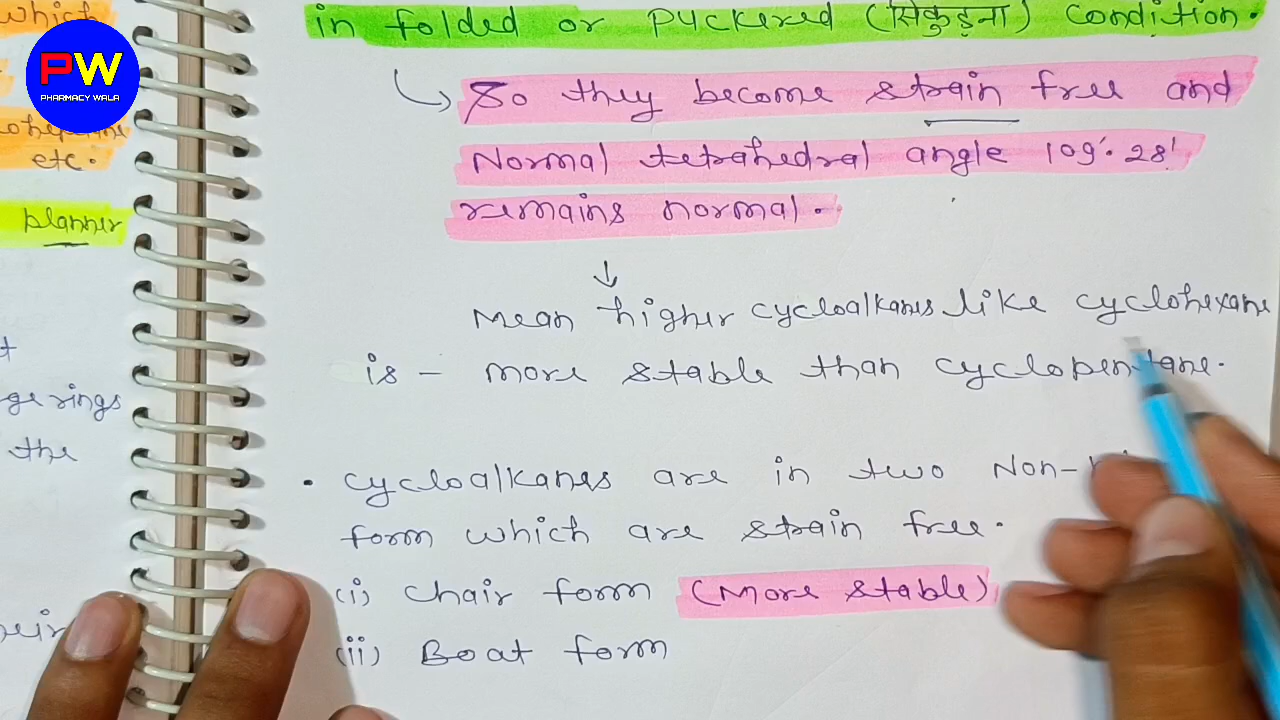 which
PW
PHARMACY WALA
etc.
planner
ge rings
the
in folded or puckered (सिकुड़ना) condition.
So they become strain free and
Normal tetrahedral angle 109°.28'
remains normal.
↓
Mean higher cycloalkanes like cyclohexane
is - more stable than cyclopentane.
• cycloalkanes are in two Non-
form which are strain free.
(i) chair form (More stable)
(ii) Boat form